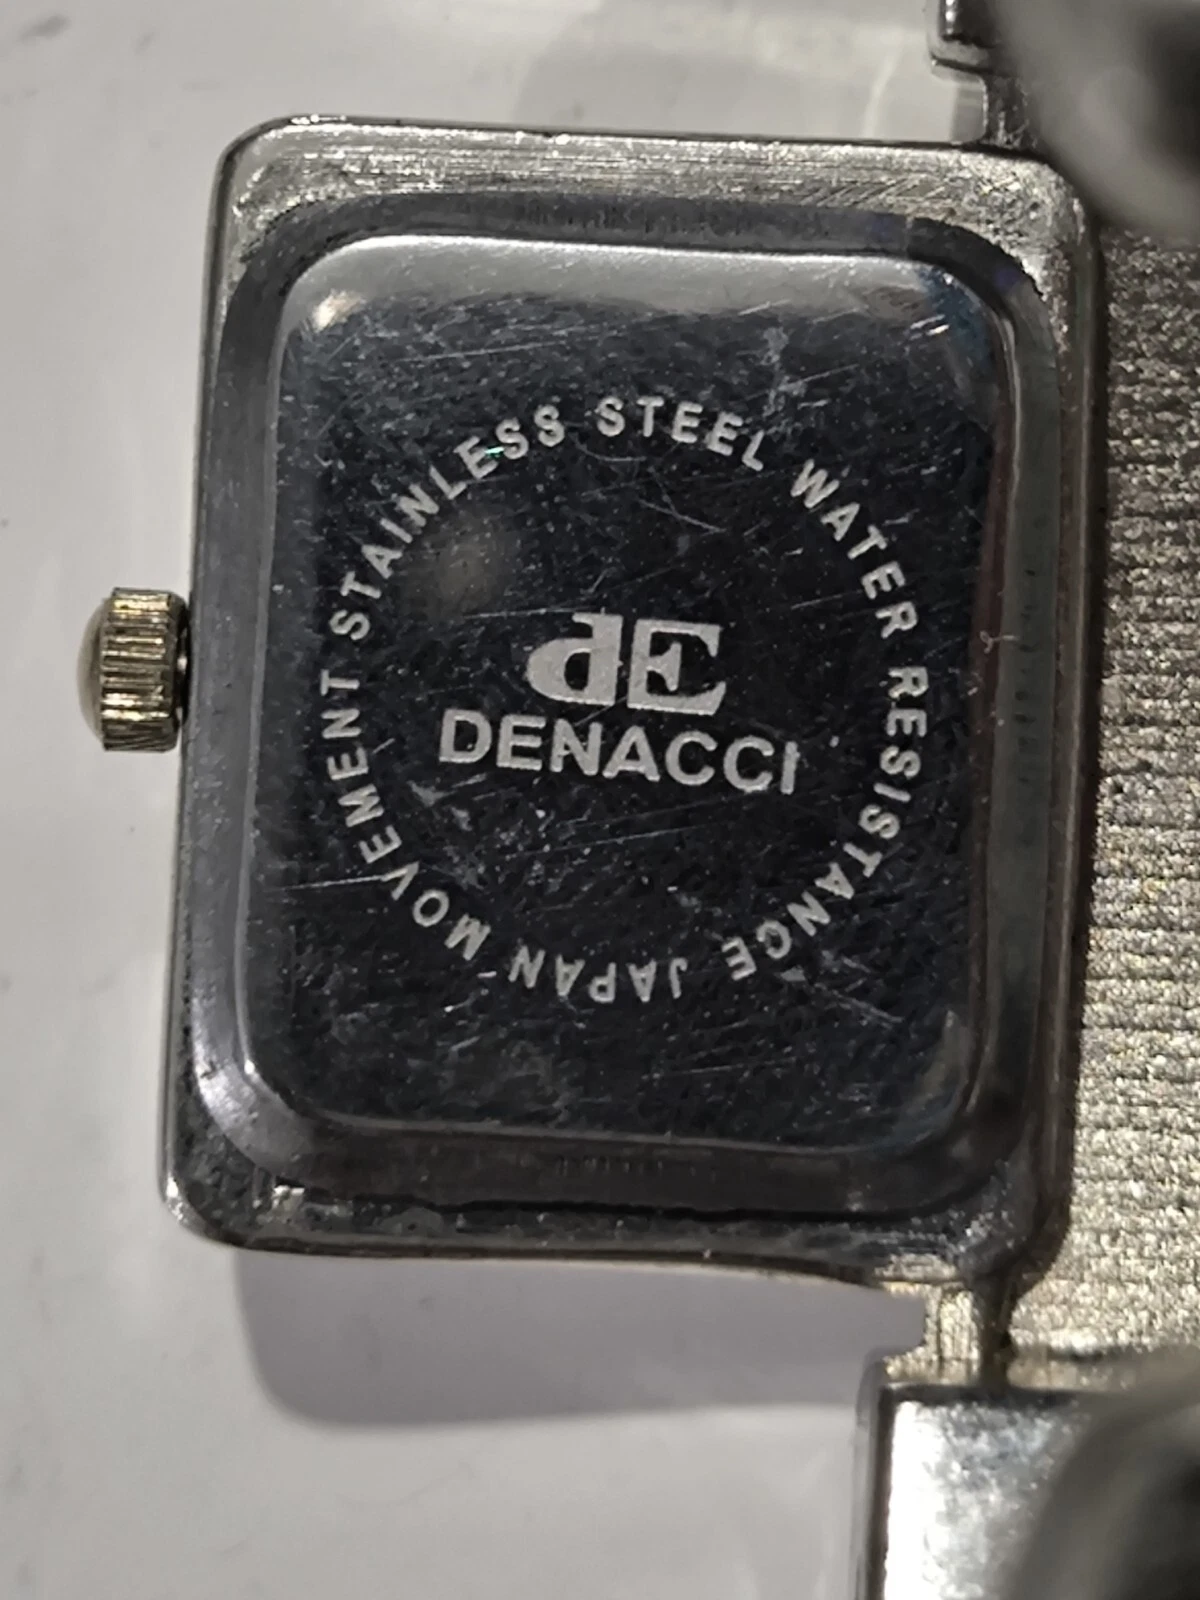 dE
DENACCI
STAINLESS STEEL WATER RESISTANCE JAPAN MOVEMENT